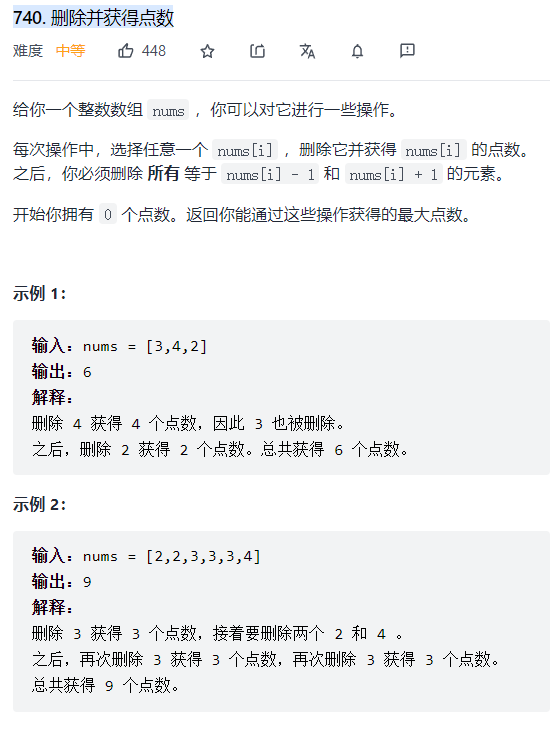 740. 删除并获得点数
难度 中等 448
给你一个整数数组 nums ，你可以对它进行一些操作。
每次操作中，选择任意一个 nums[i] ，删除它并获得 nums[i] 的点数。
之后，你必须删除 所有 等于 nums[i] - 1 和 nums[i] + 1 的元素。
开始你拥有 0 个点数。返回你能通过这些操作获得的最大点数。
示例 1：
输入：nums = [3,4,2]
输出：6
解释：
删除 4 获得 4 个点数，因此 3 也被删除。
之后，删除 2 获得 2 个点数。总共获得 6 个点数。
示例 2：
输入：nums = [2,2,3,3,3,4]
输出：9
解释：
删除 3 获得 3 个点数，接着要删除两个 2 和 4 。
之后，再次删除 3 获得 3 个点数，再次删除 3 获得 3 个点数。
总共获得 9 个点数。